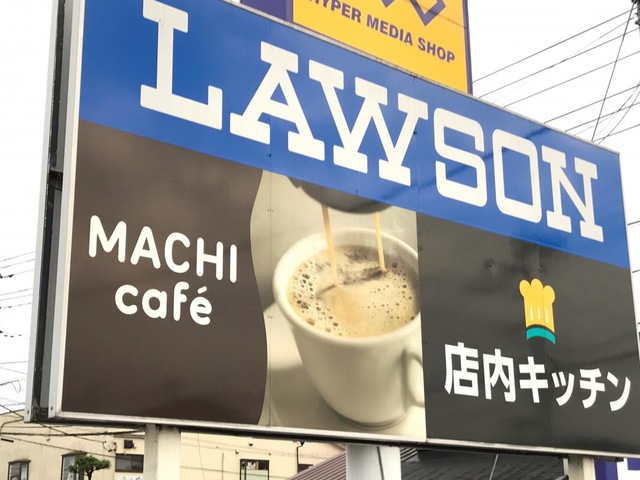 HYPER MEDIA SHOP
LAWSON
MACHI
café
店内キッチン